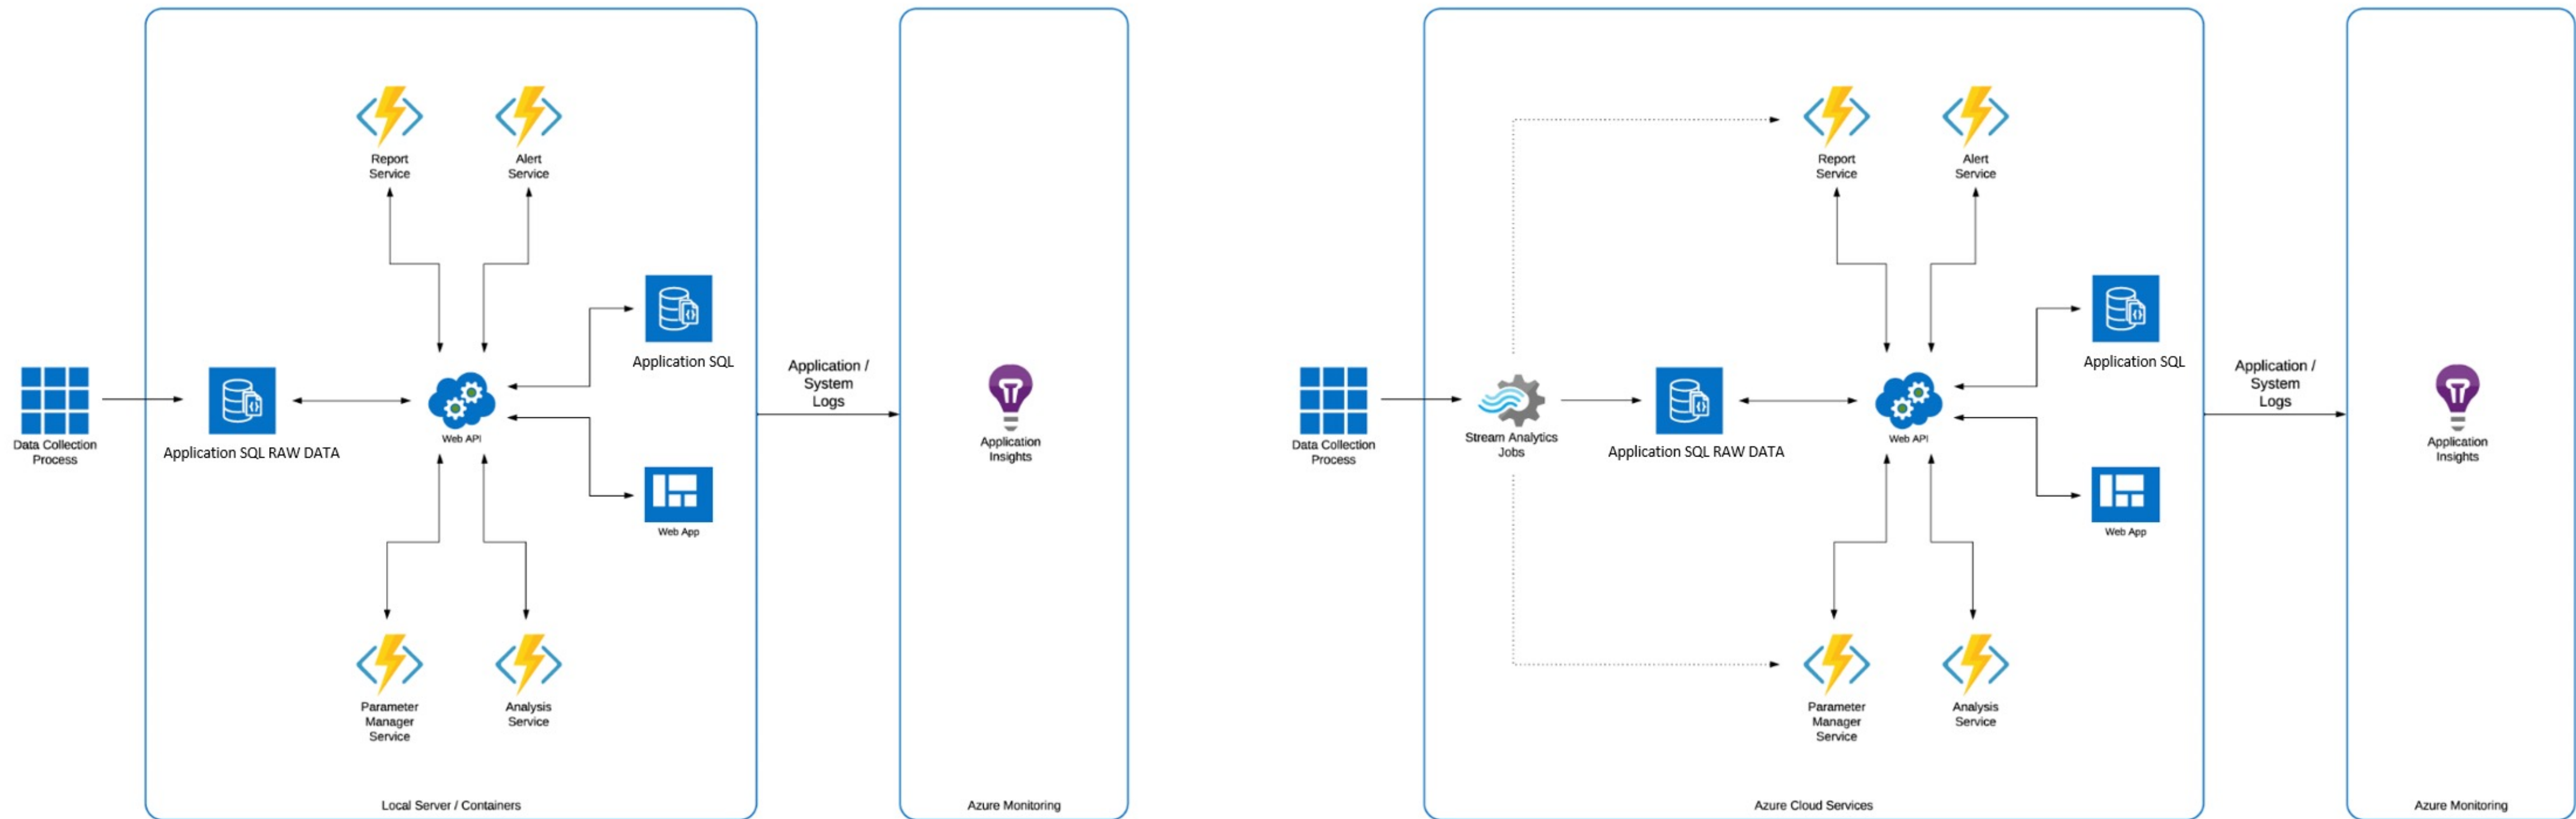 Report
Service
Alert
Service
Application SQL
Data Collection
Process
Application SQL RAW DATA
Web API
Web App
Parameter
Manager
Service
Analysis
Service
Local Server / Containers
Application /
System
Logs
Application
Insights
Azure Monitoring
Report
Service
Alert
Service
Application SQL
Data Collection
Process
Stream Analytics
Jobs
Application SQL RAW DATA
Web API
Web App
Parameter
Manager
Service
Analysis
Service
Azure Cloud Services
Application /
System
Logs
Application
Insights
Azure Monitoring